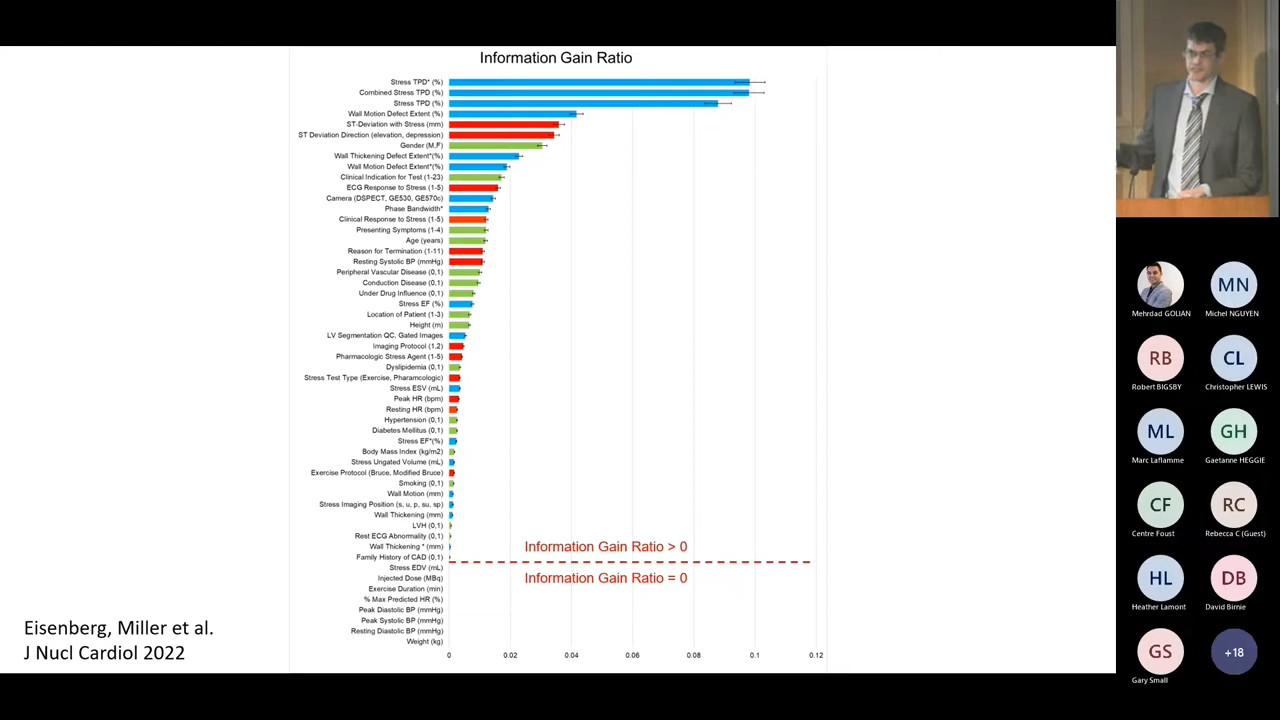 Information Gain Ratio
Stress TPD* (%)
Combined Stress TPD (%)
Stress TPD (%)
Wall Motion Defect Extent (%)
ST-Deviation with Stress (mm)
ST Deviation Direction (elevation, depression)
Gender (M,F)
Wall Thickening Defect Extent*(%)
Wall Motion Defect Extent*(%)
Clinical Indication for Test (1-23)
ECG Response to Stress (1-5)
Camera (DSPECT, GE530, GE570c)
Phase Bandwidth*
Clinical Response to Stress (1-5)
Presenting Symptoms (1-4)
Age (years)
Reason for Termination (1-11)
Resting Systolic BP (mmHg)
Peripheral Vascular Disease (0,1)
Conduction Disease (0,1)
Under Drug Influence (0,1)
Stress EF (%)
Location of Patient (1-3)
Height (m)
LV Segmentation QC, Gated Images
Imaging Protocol (1,2)
Pharmacologic Stress Agent (1-5)
Dyslipidemia (0,1)
Stress Test Type (Exercise, Pharamcologic)
Stress ESV (mL)
Peak HR (bpm)
Resting HR (bpm)
Hypertension (0,1)
Diabetes Mellitus (0,1)
Stress EF*(%)
Body Mass Index (kg/m2)
Stress Ungated Volume (mL)
Exercise Protocol (Bruce, Modified Bruce)
Smoking (0,1)
Wall Motion (mm)
Stress Imaging Position (s, u, p, su, sp)
Wall Thickening (mm)
LVH (0,1)
Rest ECG Abnormality (0,1)
Wall Thickening * (mm)
Family History of CAD (0,1)
Stress EDV (mL)
Injected Dose (MBq)
Exercise Duration (min)
% Max Predicted HR (%)
Peak Diastolic BP (mmHg)
Peak Systolic BP (mmHg)
Resting Diastolic BP (mmHg)
Weight (kg)
Information Gain Ratio > 0
Information Gain Ratio = 0
0 0.02 0.04 0.06 0.08 0.1 0.12
Eisenberg, Miller et al.
J Nucl Cardiol 2022
MN
Mehrdad GOLIAN Michel NGUYEN
RB CL
Robert BIGSBY Christopher LEWIS
ML GH
Marc Laflamme Gaetanne HEGGIE
CF RC
Centre Foust Rebecca C (Guest)
HL DB
Heather Lamont David Birnie
GS +18
Gary Small